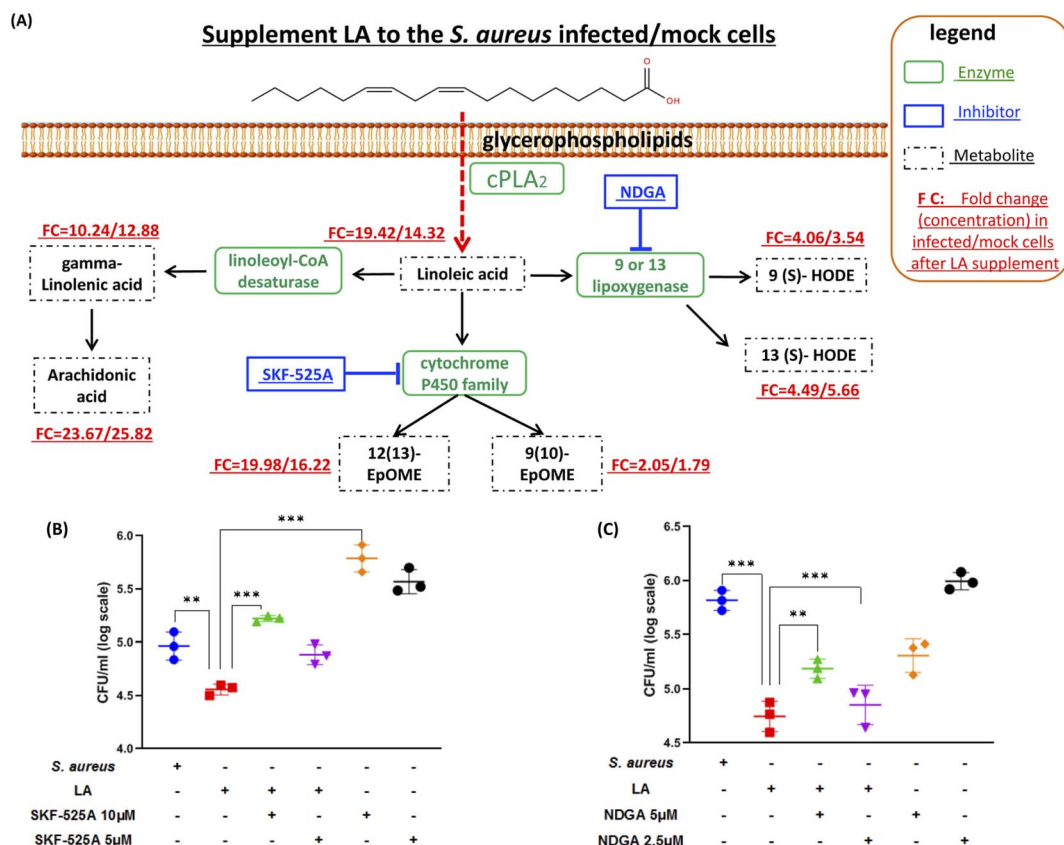 (A)
Supplement LA to the S. aureus infected/mock cells
O
OH
glycerophospholipids
cPLA2
legend
Enzyme
Inhibitor
Metabolite
F C: Fold change
(concentration) in
infected/mock cells
after LA supplement
NDGA
FC=10.24/12.88
FC=19.42/14.32
FC=4.06/3.54
gamma-
Linolenic acid
linoleoyl-CoA
desaturase
Linoleic acid
9 or 13
lipoxygenase
9 (S)- HODE
13 (S)- HODE
FC=4.49/5.66
Arachidonic
acid
FC=23.67/25.82
SKF-525A
cytochrome
P450 family
FC=19.98/16.22
12(13)-
EpOME
9(10)-
EpOME
FC=2.05/1.79
(B)
CFU/ml (log scale)
6.0
5.5
5.0
4.5
4.0
**
***
***
S. aureus + - - - - -
LA - + + + - -
SKF-525A 10µM - - + - + -
SKF-525A 5µM - - - + - +
(C)
CFU/ml (log scale)
6.5
6.0
5.5
5.0
4.5
***
***
**
S. aureus + - - - - -
LA - + + + - -
NDGA 5µM - - + - + -
NDGA 2.5µM - - - + - +